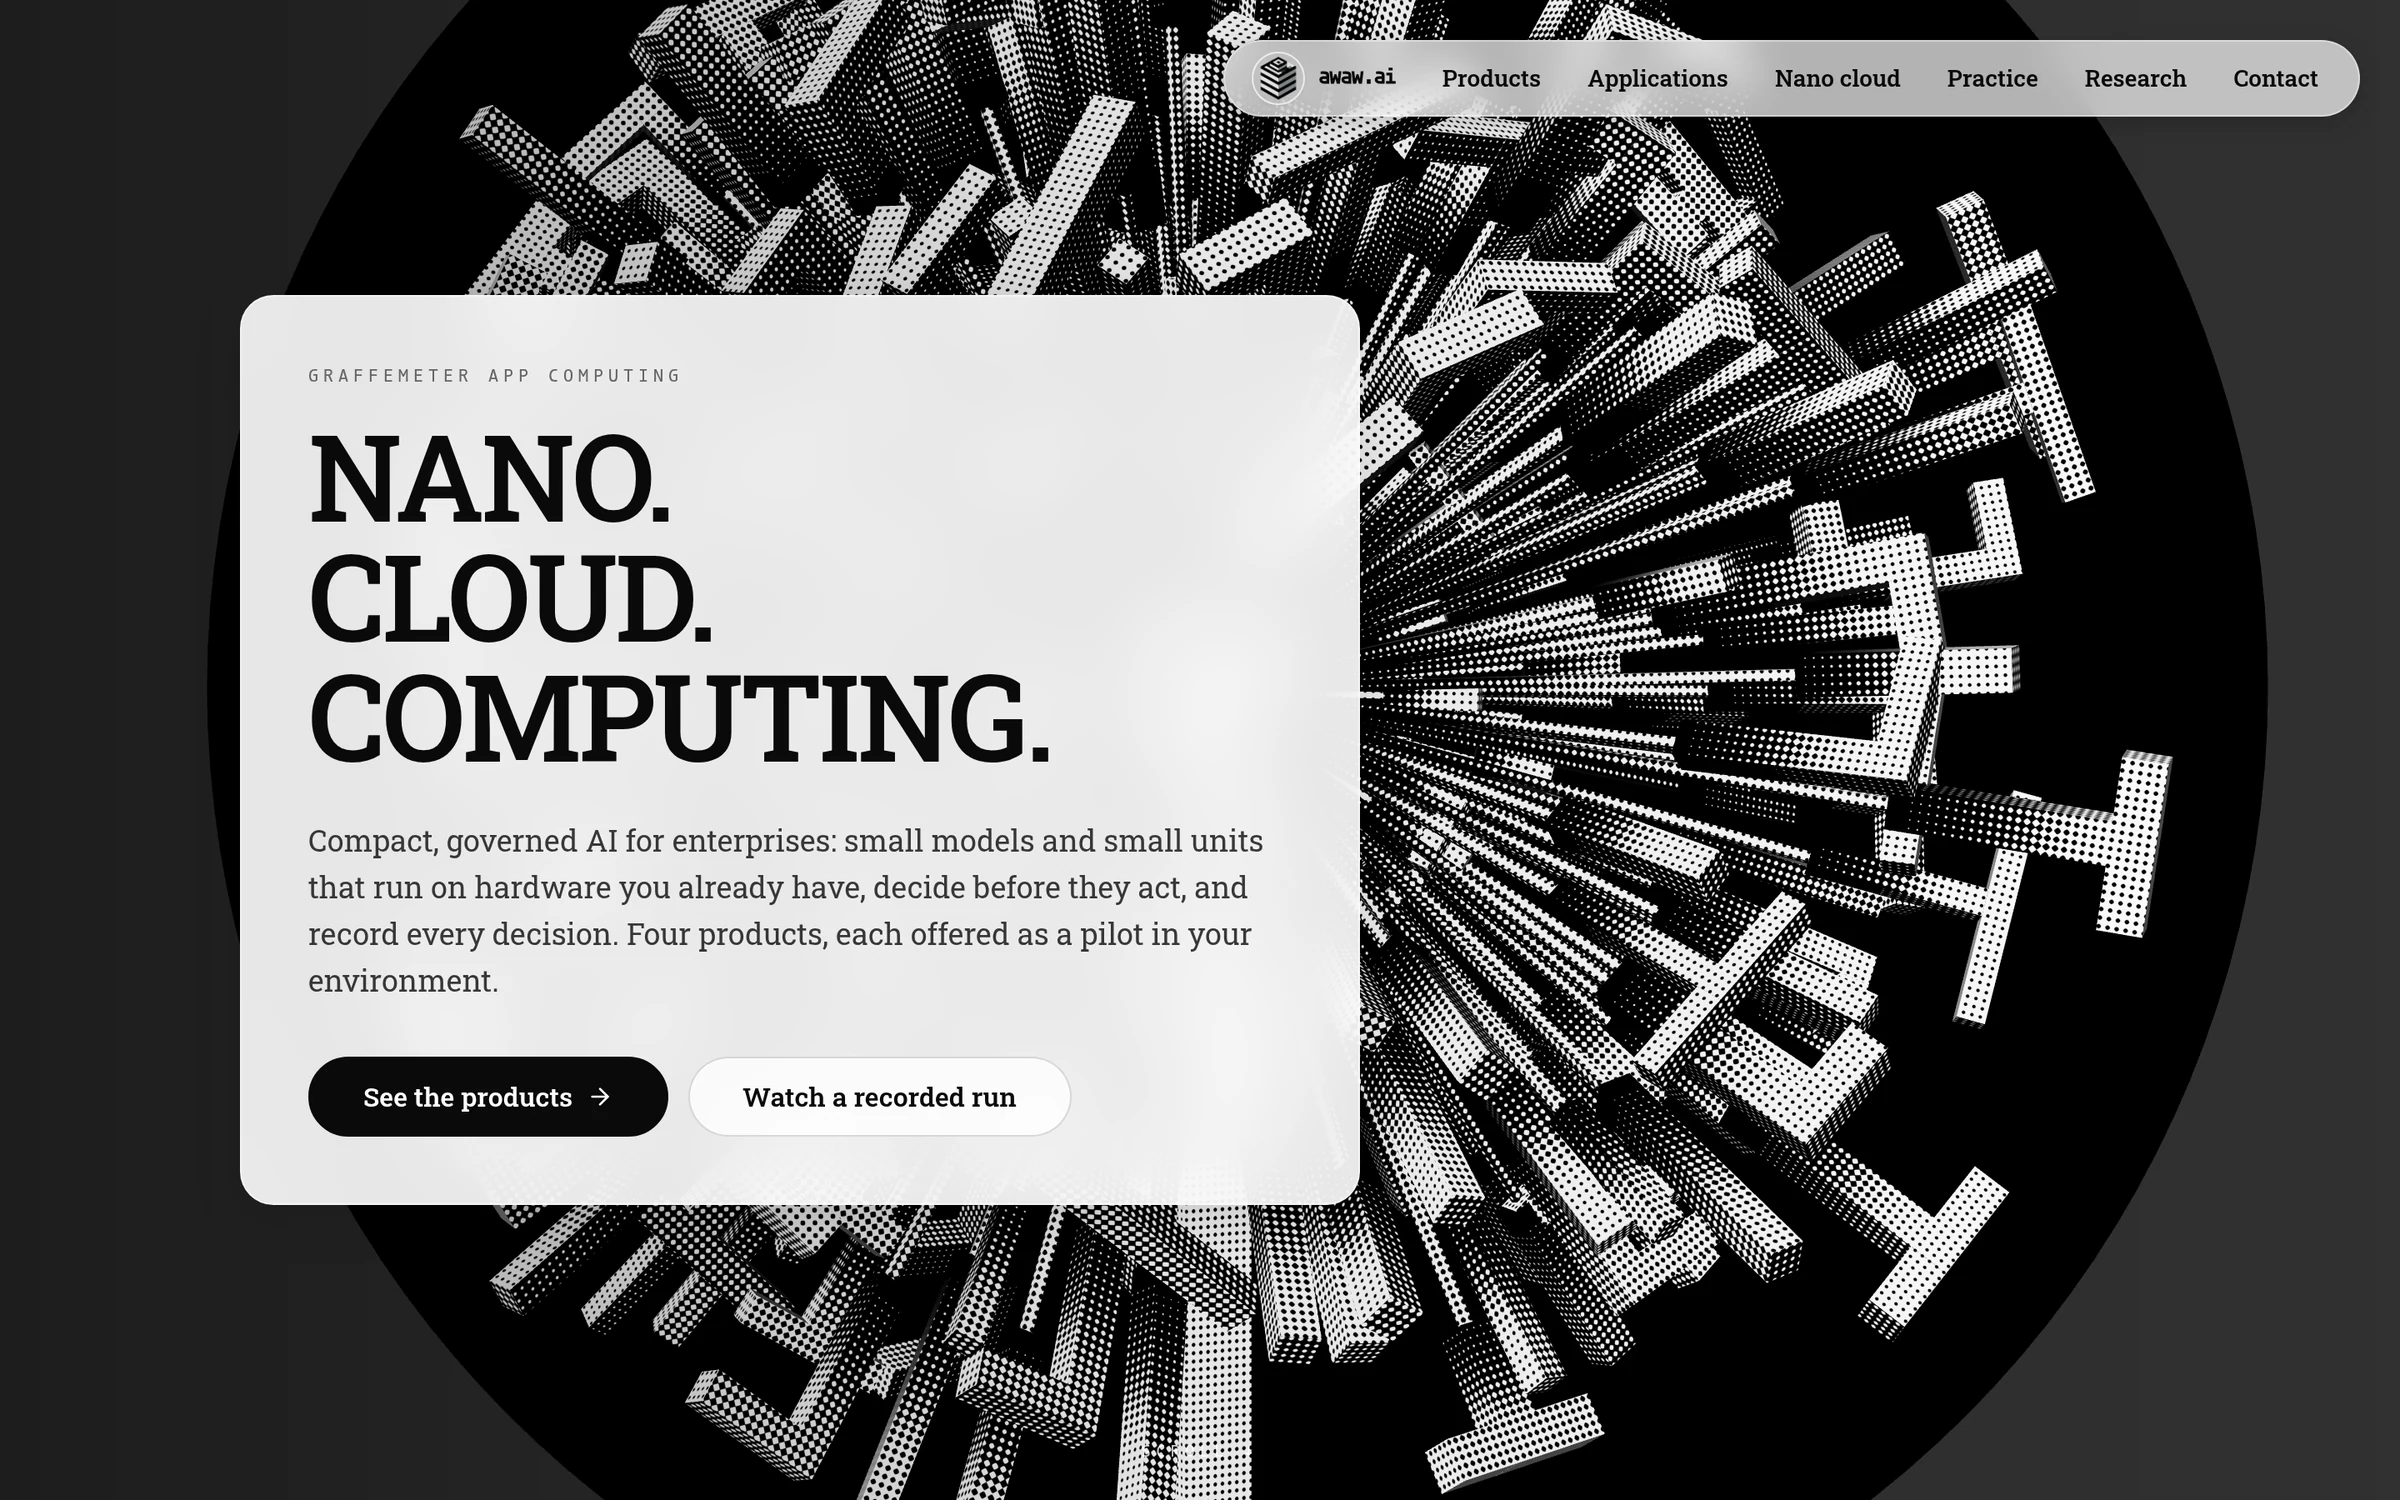 awaw.ai Products Applications Nano cloud Practice Research Contact
GRAFFEMETER APP COMPUTING
NANO.
CLOUD.
COMPUTING.
Compact, governed AI for enterprises: small models and small units
that run on hardware you already have, decide before they act, and
record every decision. Four products, each offered as a pilot in your
environment.
See the products → Watch a recorded run